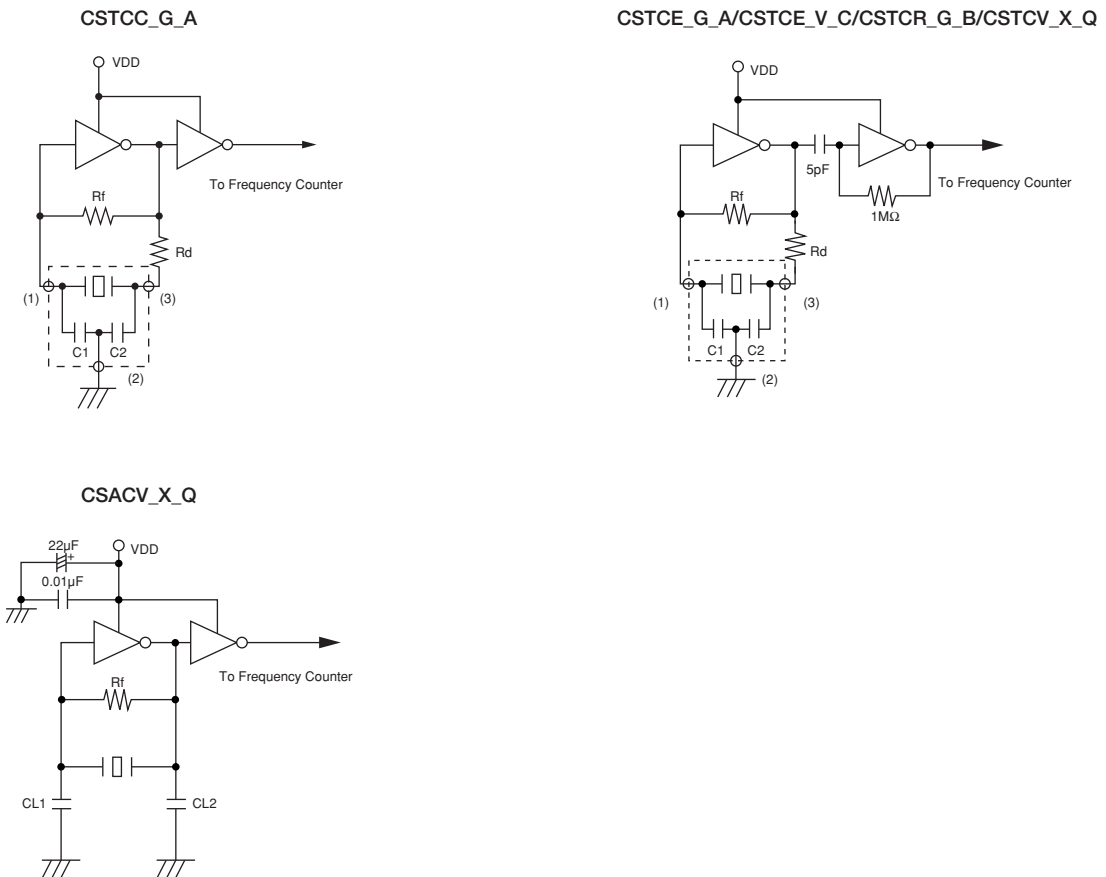 CSTCC_G_A
VDD
To Frequency Counter
Rf
Rd
(1)
(3)
C1
C2
(2)
CSTCE_G_A/CSTCE_V_C/CSTCR_G_B/CSTCV_X_Q
VDD
5pF
To Frequency Counter
1MΩ
Rf
Rd
(1)
(3)
C1
C2
(2)
CSACV_X_Q
22µF
+
VDD
0.01µF
To Frequency Counter
Rf
CL1
CL2